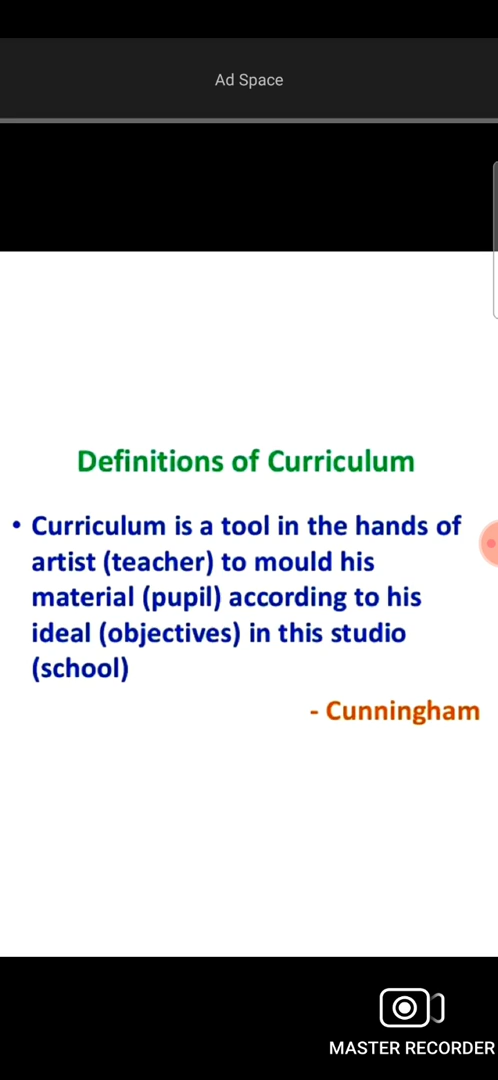 Ad Space
Definitions of Curriculum
• Curriculum is a tool in the hands of
artist (teacher) to mould his
material (pupil) according to his
ideal (objectives) in this studio
(school)
- Cunningham
MASTER RECORDER